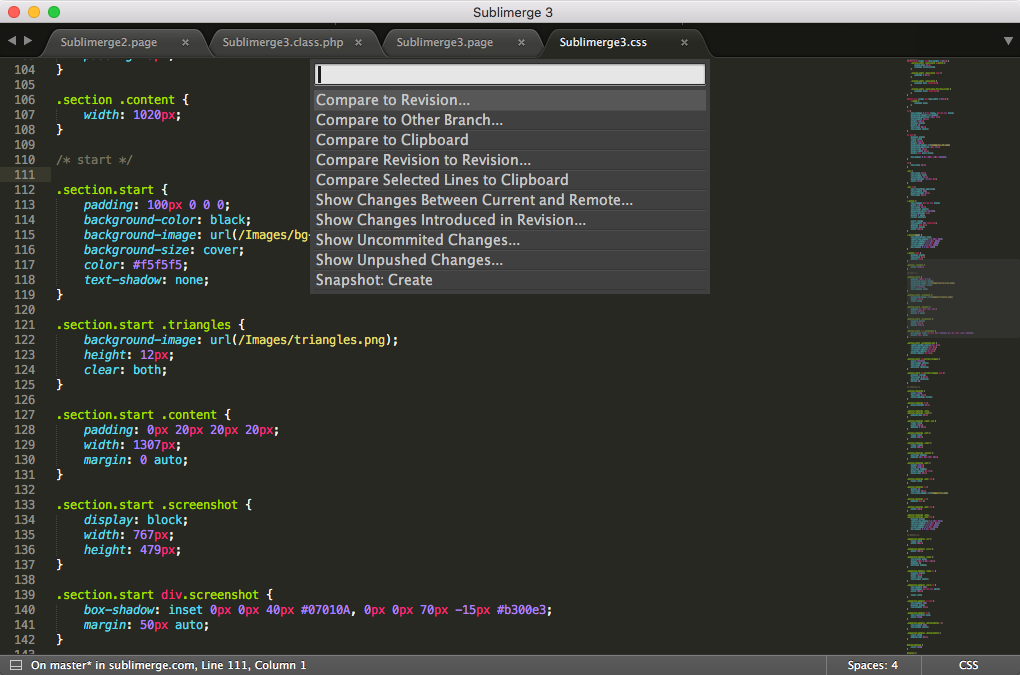 Sublimerge 3
Sublimerge2.page × Sublimerge3.class.php × Sublimerge3.page × Sublimerge3.css ×
104 }
105
106 .section .content {
107 width: 1020px;
108 }
109
110 /* start */
111
112 .section.start {
113 padding: 100px 0 0 0;
114 background-color: black;
115 background-image: url(/Images/bg
116 background-size: cover;
117 color: #f5f5f5;
118 text-shadow: none;
119 }
120
121 .section.start .triangles {
122 background-image: url(/Images/triangles.png);
123 height: 12px;
124 clear: both;
125 }
126
127 .section.start .content {
128 padding: 0px 20px 20px 20px;
129 width: 1307px;
130 margin: 0 auto;
131 }
132
133 .section.start .screenshot {
134 display: block;
135 width: 767px;
136 height: 479px;
137 }
138
139 .section.start div.screenshot {
140 box-shadow: inset 0px 0px 40px #07010A, 0px 0px 70px -15px #b300e3;
141 margin: 50px auto;
142 }
Compare to Revision...
Compare to Other Branch...
Compare to Clipboard
Compare Revision to Revision...
Compare Selected Lines to Clipboard
Show Changes Between Current and Remote...
Show Changes Introduced in Revision...
Show Uncommited Changes...
Show Unpushed Changes...
Snapshot: Create
On master* in sublimerge.com, Line 111, Column 1 Spaces: 4 CSS